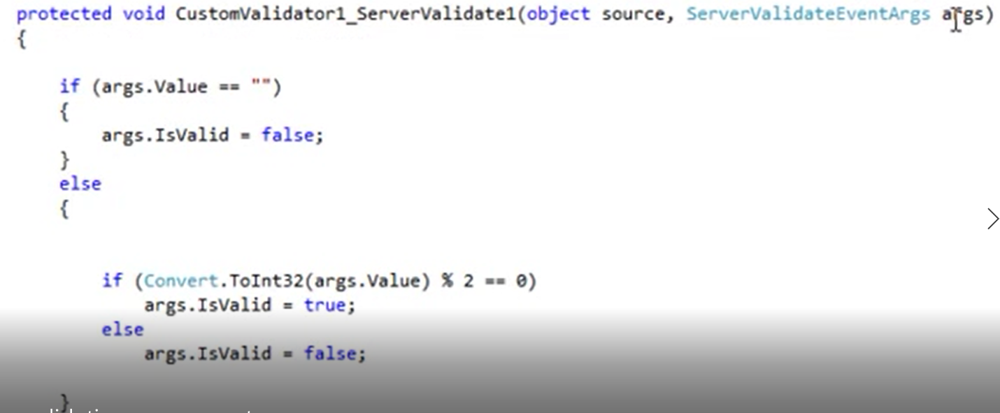 protected void CustomValidator1_ServerValidate1(object source, ServerValidateEventArgs args)
{
if (args.Value == "")
{
args.IsValid = false;
}
else
{
if (Convert.ToInt32(args.Value) % 2 == 0)
args.IsValid = true;
else
args.IsValid = false;
}